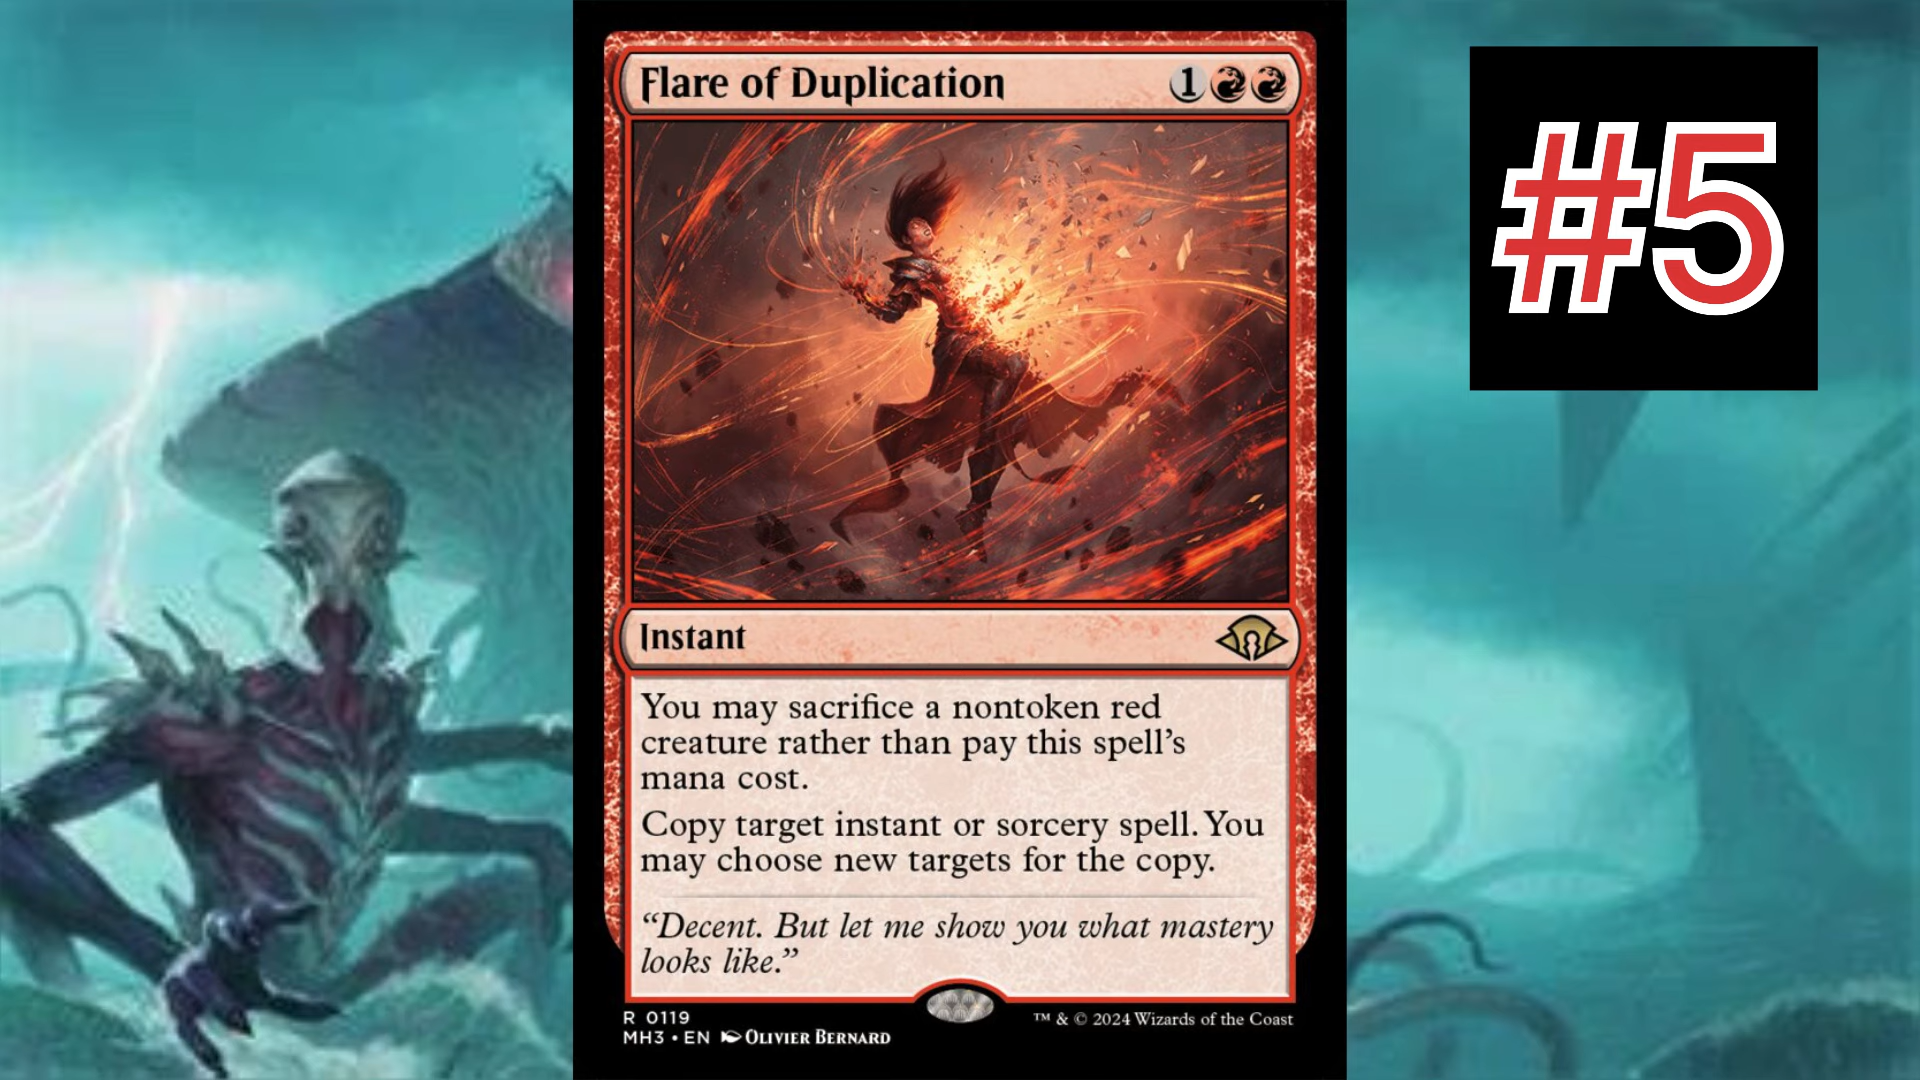 Flare of Duplication
1
#5
Instant
You may sacrifice a nontoken red
creature rather than pay this spell's
mana cost.
Copy target instant or sorcery spell. You
may choose new targets for the copy.
“Decent. But let me show you what mastery
looks like.”
R 0119
MH3 • EN OLIVIER BERNARD
™ & © 2024 Wizards of the Coast